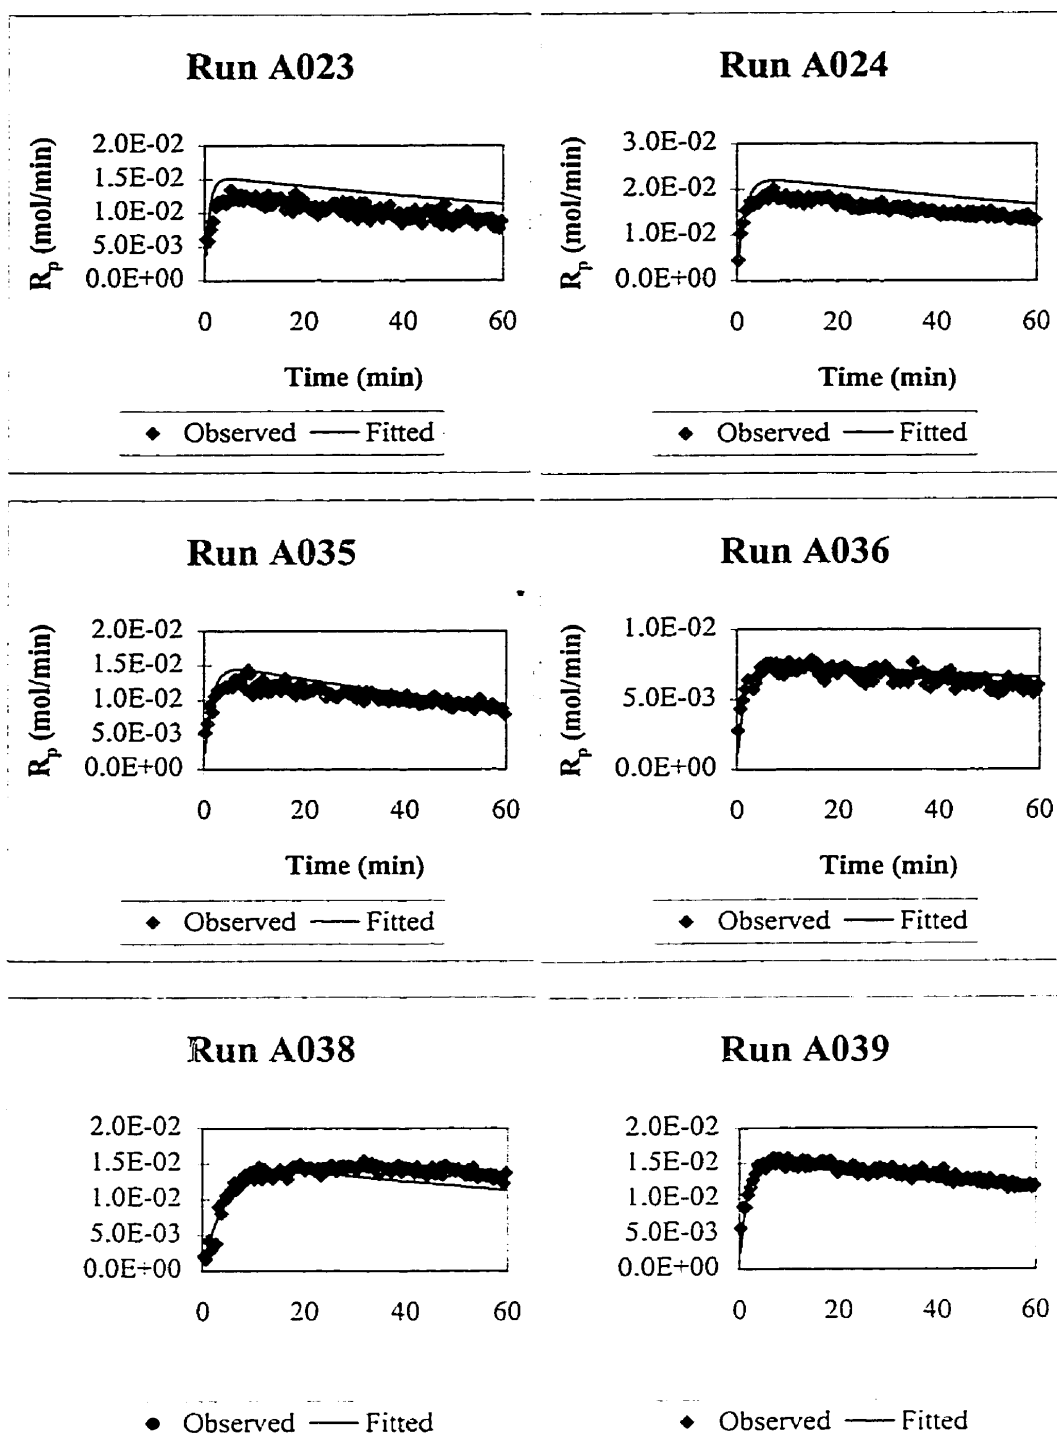 Run A023
R_p (mol/min)
2.0E-02
1.5E-02
1.0E-02
5.0E-03
0.0E+00
0 20 40 60
Time (min)
◆ Observed — Fitted
Run A024
R_p (mol/min)
3.0E-02
2.0E-02
1.0E-02
0.0E+00
0 20 40 60
Time (min)
◆ Observed — Fitted
Run A035
R_p (mol/min)
2.0E-02
1.5E-02
1.0E-02
5.0E-03
0.0E+00
0 20 40 60
Time (min)
◆ Observed — Fitted
Run A036
R_p (mol/min)
1.0E-02
5.0E-03
0.0E+00
0 20 40 60
Time (min)
◆ Observed — Fitted
Run A038
2.0E-02
1.5E-02
1.0E-02
5.0E-03
0.0E+00
0 20 40 60
● Observed — Fitted
Run A039
2.0E-02
1.5E-02
1.0E-02
5.0E-03
0.0E+00
0 20 40 60
◆ Observed — Fitted